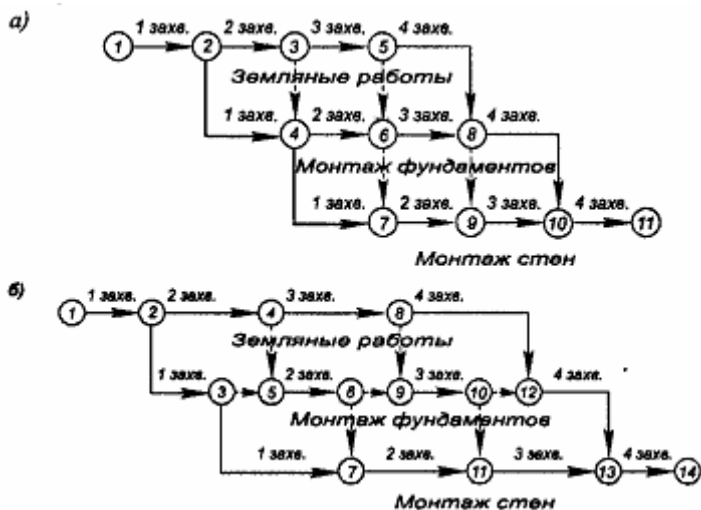 а)
1 захв. 2 захв. 3 захв. 4 захв.
1 2 3 5
Земляные работы
1 захв. 2 захв. 3 захв. 4 захв.
4 6 8
Монтаж фундаментов
1 захв. 2 захв. 3 захв. 4 захв.
7 9 10 11
Монтаж стен
б)
1 захв. 2 захв. 3 захв. 4 захв.
1 2 4 8
Земляные работы
1 захв. 2 захв. 3 захв. 4 захв.
3 5 6 9 10 12
Монтаж фундаментов
1 захв. 2 захв. 3 захв. 4 захв.
7 11 13 14
Монтаж стен